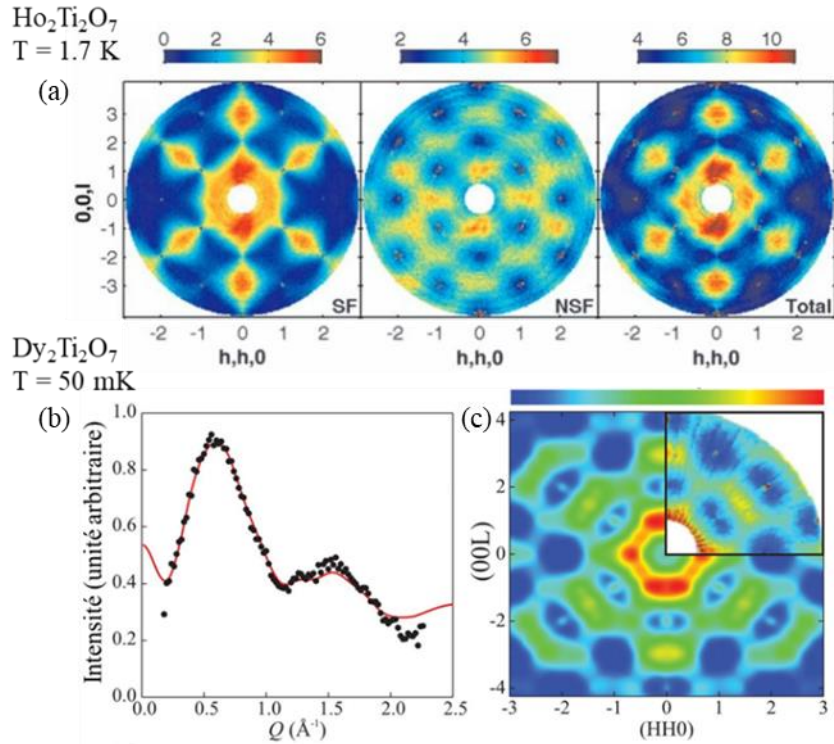 Ho₂Ti₂O₇
T = 1.7 K
0 2 4 6
2 4 6
4 6 8 10
(a)
0,0,l
3
2
1
0
-1
-2
-3
SF
NSF
Total
-2 -1 0 1 2
-2 -1 0 1 2
-2 -1 0 1 2
h,h,0
h,h,0
h,h,0
Dy₂Ti₂O₇
T = 50 mK
(b)
Intensité (unité arbitraire)
1.0
0.8
0.6
0.4
0.2
0.0
0.0 0.5 1.0 1.5 2.0 2.5
Q (Å⁻¹)
(c)
(00L)
4
2
0
-2
-4
-3 -2 -1 0 1 2 3
(HH0)